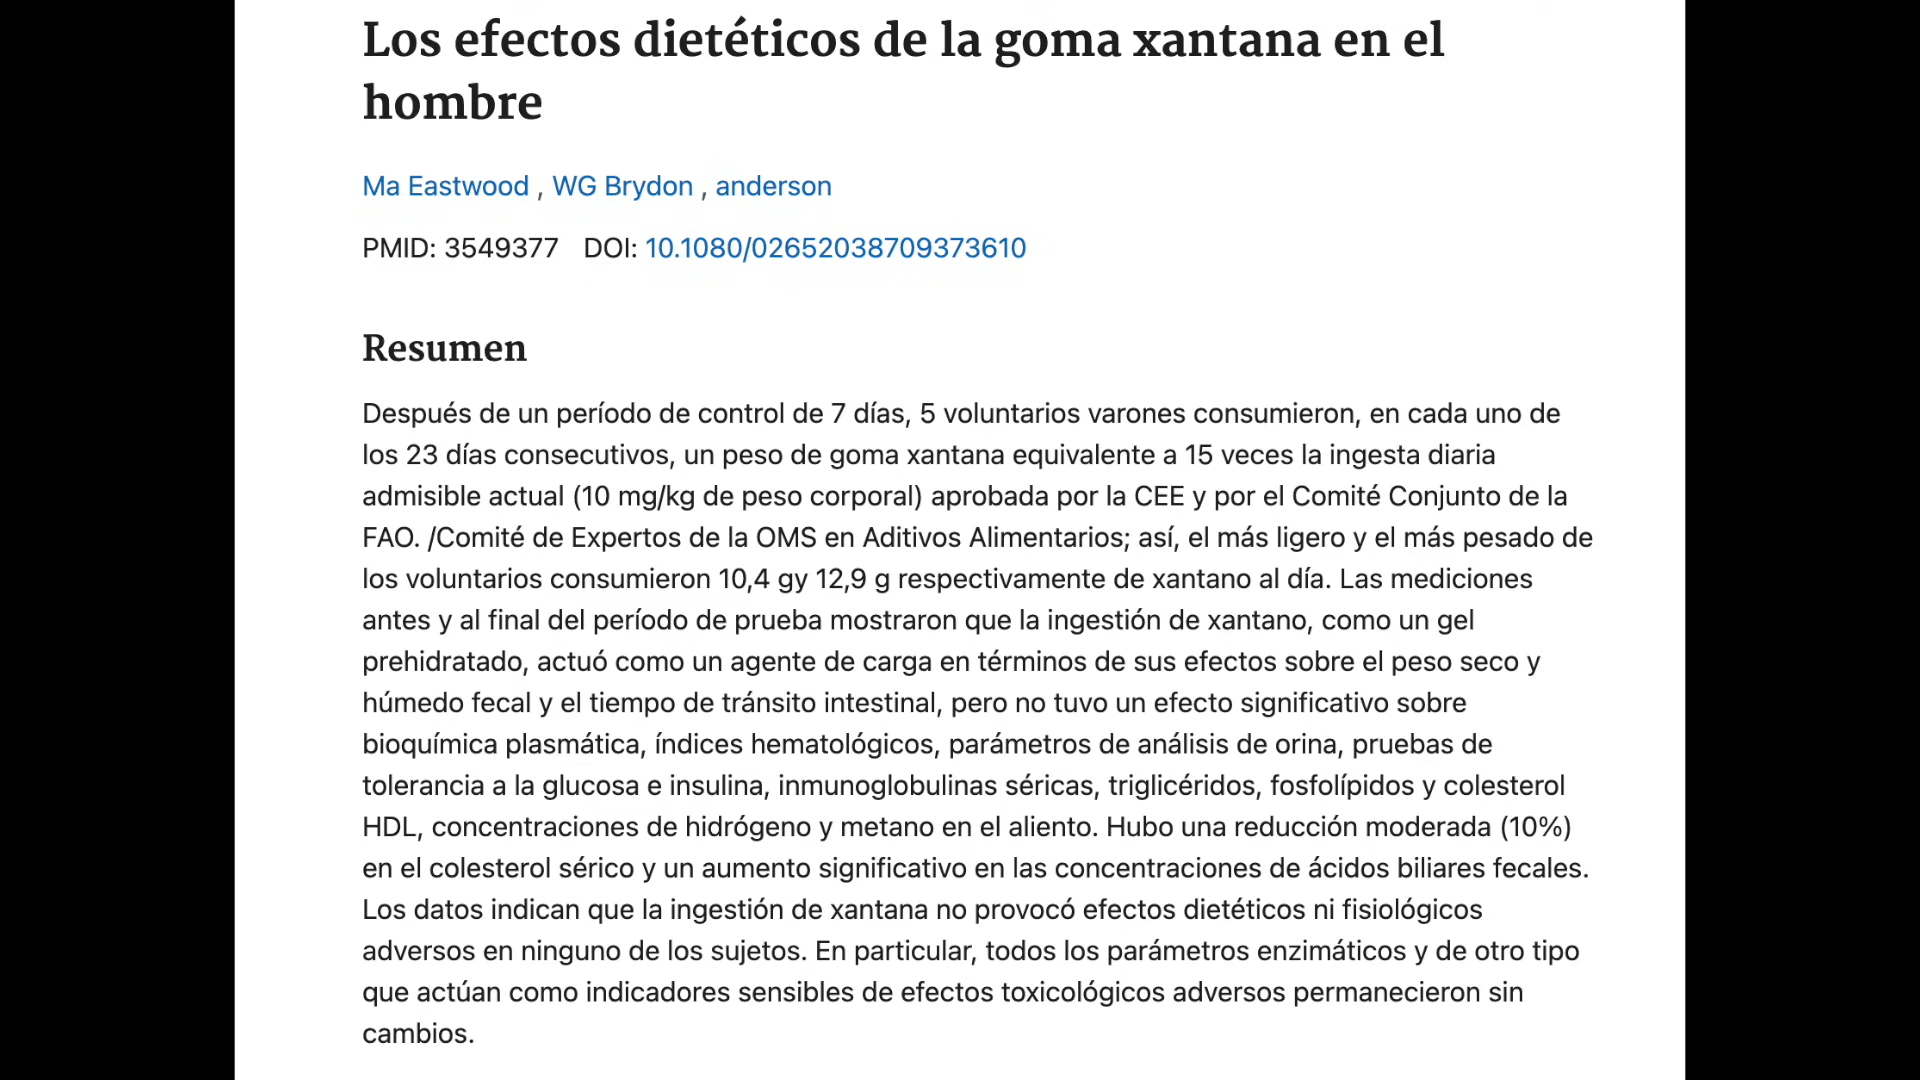 Los efectos dietéticos de la goma xantana en el
hombre
Ma Eastwood , WG Brydon , anderson
PMID: 3549377 DOI: 10.1080/02652038709373610
Resumen
Después de un período de control de 7 días, 5 voluntarios varones consumieron, en cada uno de
los 23 días consecutivos, un peso de goma xantana equivalente a 15 veces la ingesta diaria
admisible actual (10 mg/kg de peso corporal) aprobada por la CEE y por el Comité Conjunto de la
FAO. /Comité de Expertos de la OMS en Aditivos Alimentarios; así, el más ligero y el más pesado de
los voluntarios consumieron 10,4 gy 12,9 g respectivamente de xantano al día. Las mediciones
antes y al final del período de prueba mostraron que la ingestión de xantano, como un gel
prehidratado, actuó como un agente de carga en términos de sus efectos sobre el peso seco y
húmedo fecal y el tiempo de tránsito intestinal, pero no tuvo un efecto significativo sobre
bioquímica plasmática, índices hematológicos, parámetros de análisis de orina, pruebas de
tolerancia a la glucosa e insulina, inmunoglobulinas séricas, triglicéridos, fosfolípidos y colesterol
HDL, concentraciones de hidrógeno y metano en el aliento. Hubo una reducción moderada (10%)
en el colesterol sérico y un aumento significativo en las concentraciones de ácidos biliares fecales.
Los datos indican que la ingestión de xantana no provocó efectos dietéticos ni fisiológicos
adversos en ninguno de los sujetos. En particular, todos los parámetros enzimáticos y de otro tipo
que actúan como indicadores sensibles de efectos toxicológicos adversos permanecieron sin
cambios.